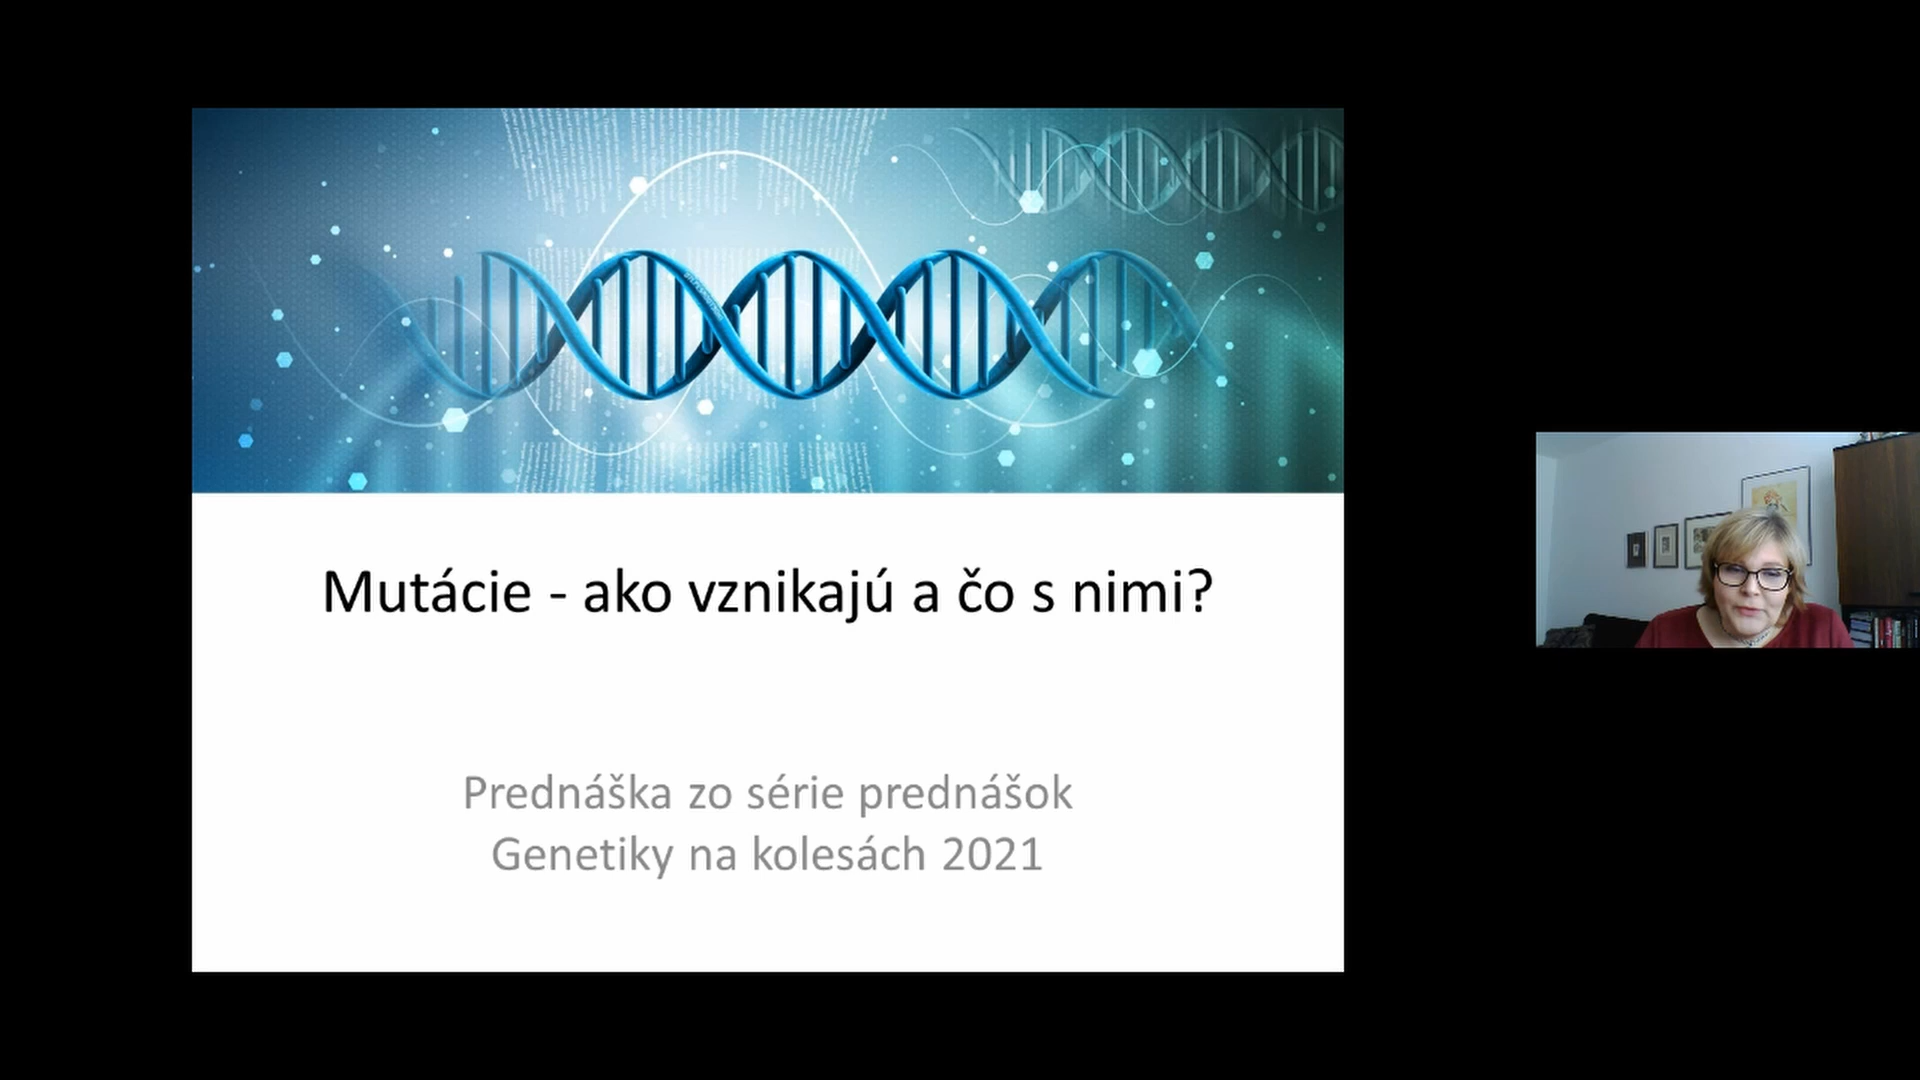 Mutácie - ako vznikajú a čo s nimi?
Prednáška zo série prednášok
Genetiky na kolesách 2021